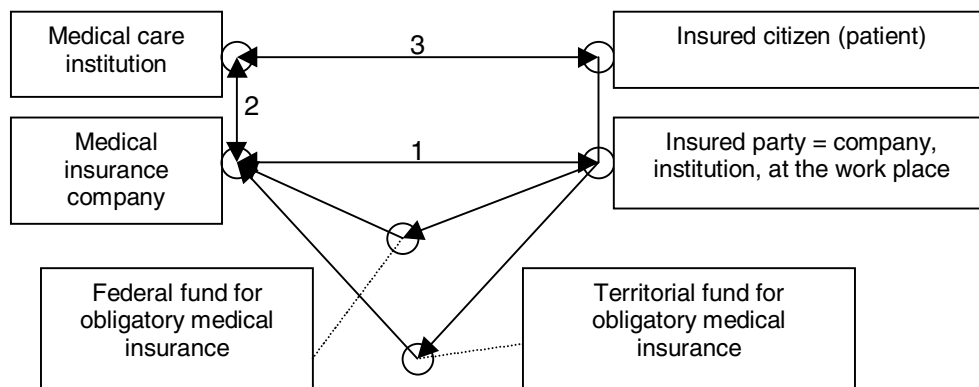 Medical care
institution
3
Insured citizen (patient)
2
Medical
insurance
company
1
Insured party = company,
institution, at the work place
Federal fund for
obligatory medical
insurance
Territorial fund for
obligatory medical
insurance